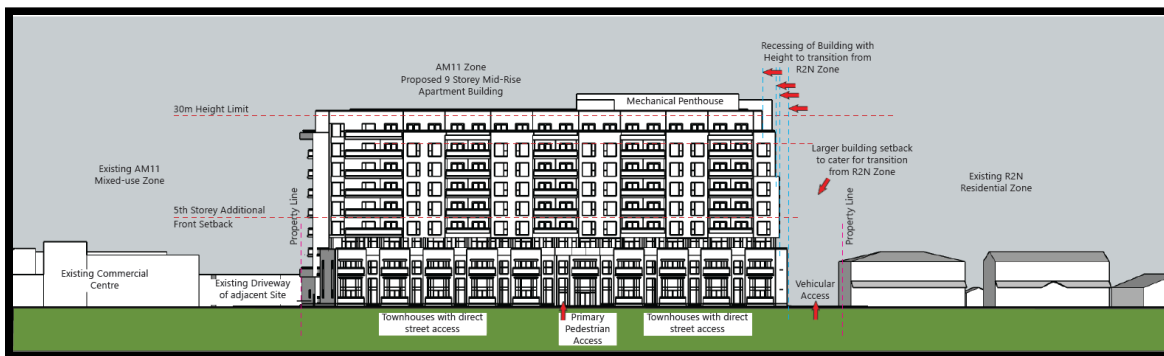 Recessing of Building with
Height to transition from
R2N Zone
AM11 Zone
Proposed 9 Storey Mid-Rise
Apartment Building
Mechanical Penthouse
30m Height Limit
Larger building setback
to cater for transition
from R2N Zone
Existing AM11
Mixed-use Zone
Existing R2N
Residential Zone
Property Line
Property Line
5th Storey Additional
Front Setback
Existing Commercial
Centre
Existing Driveway
of adjacent Site
Vehicular
Access
Townhouses with direct
street access
Primary
Pedestrian
Access
Townhouses with direct
street access